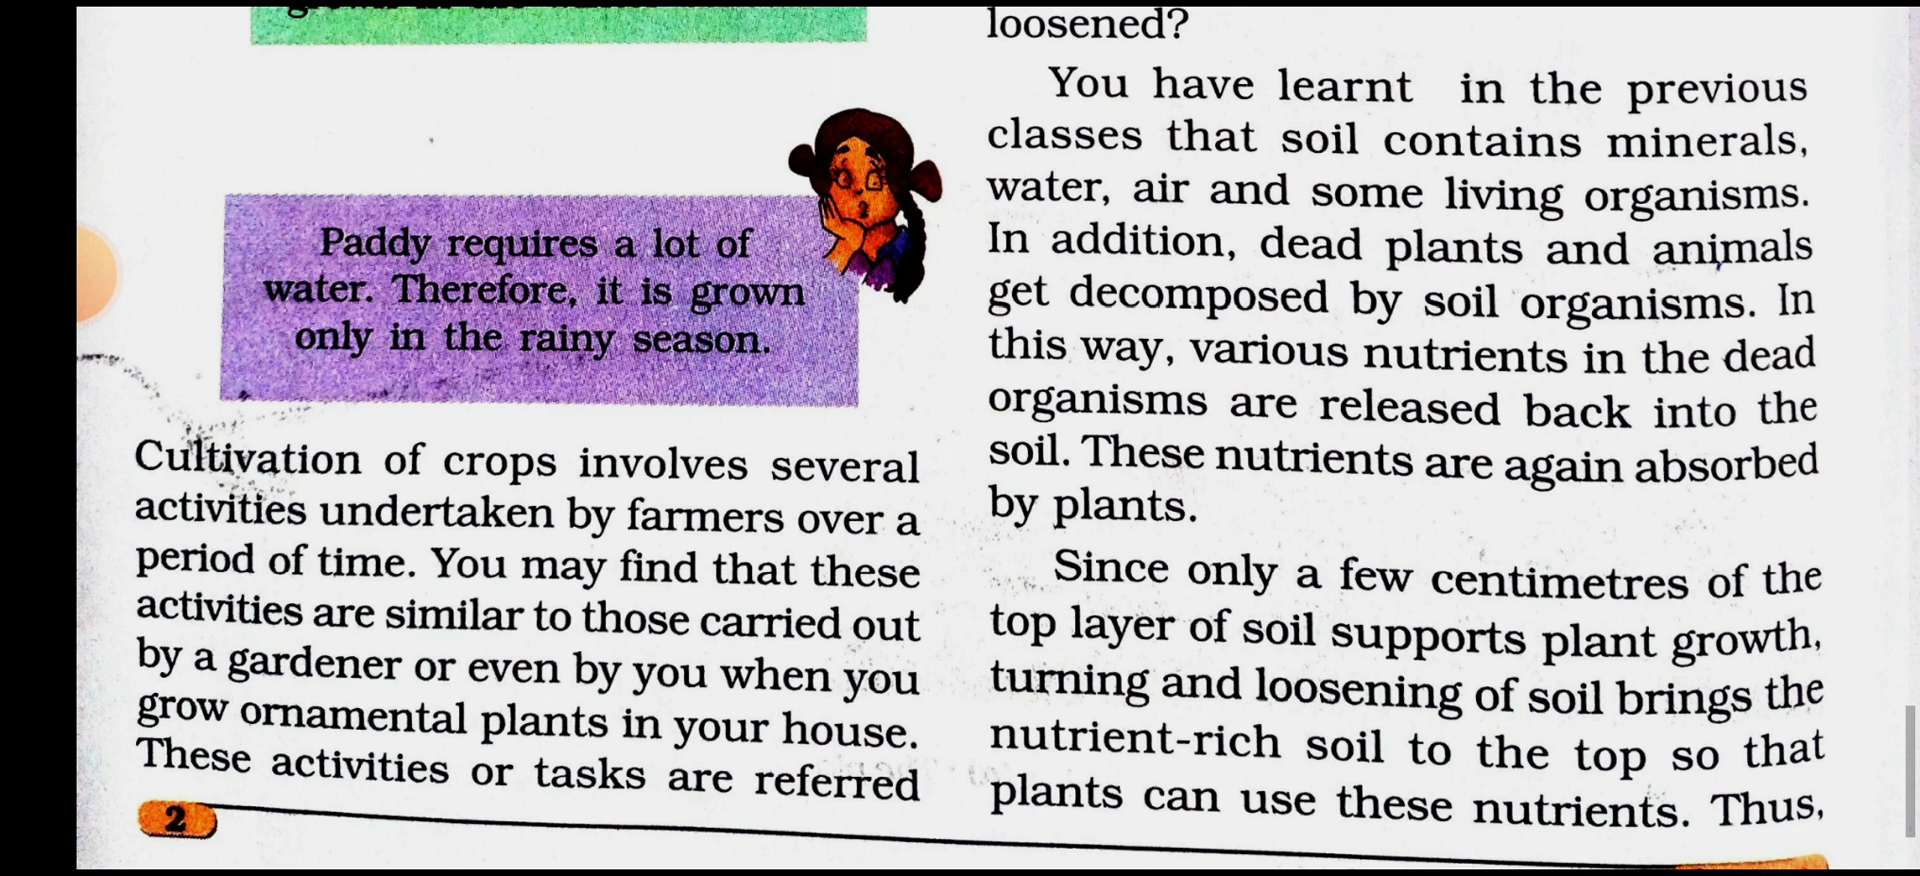 Paddy requires a lot of
water. Therefore, it is grown
only in the rainy season.
Cultivation of crops involves several
activities undertaken by farmers over a
period of time. You may find that these
activities are similar to those carried out
by a gardener or even by you when you
grow ornamental plants in your house.
These activities or tasks are referred
2
loosened?
You have learnt in the previous
classes that soil contains minerals,
water, air and some living organisms.
In addition, dead plants and animals
get decomposed by soil organisms. In
this way, various nutrients in the dead
organisms are released back into the
soil. These nutrients are again absorbed
by plants.
Since only a few centimetres of the
top layer of soil supports plant growth,
turning and loosening of soil brings the
nutrient-rich soil to the top so that
plants can use these nutrients. Thus,